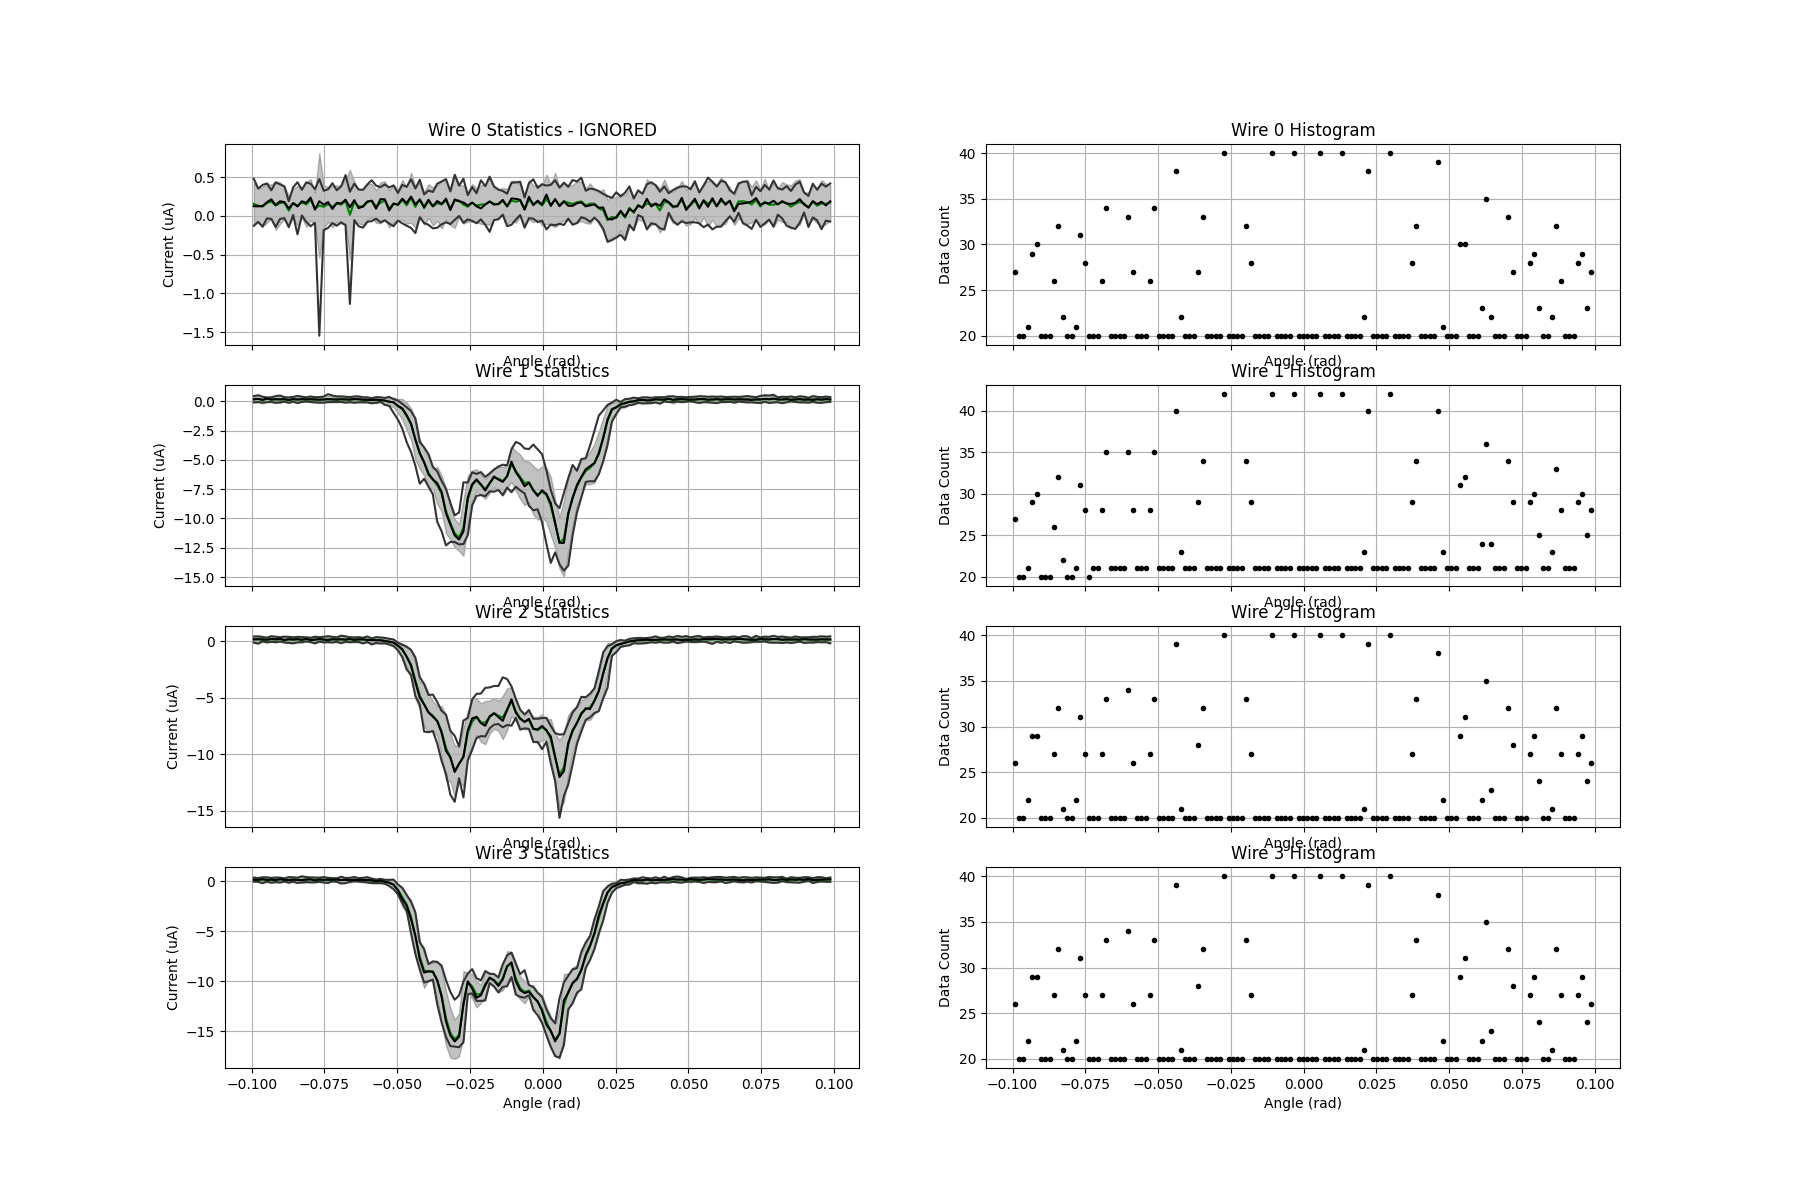 Wire 0 Statistics - IGNORED
Current (uA)
0.5
0.0
−0.5
−1.0
−1.5
Angle (rad)
Wire 0 Histogram
Data Count
40
35
30
25
20
Angle (rad)
Wire 1 Statistics
Current (uA)
0.0
−2.5
−5.0
−7.5
−10.0
−12.5
−15.0
Angle (rad)
Wire 1 Histogram
Data Count
40
35
30
25
20
Angle (rad)
Wire 2 Statistics
Current (uA)
0
−5
−10
−15
Angle (rad)
Wire 2 Histogram
Data Count
40
35
30
25
20
Angle (rad)
Wire 3 Statistics
Current (uA)
0
−5
−10
−15
−0.100 −0.075 −0.050 −0.025 0.000 0.025 0.050 0.075 0.100
Angle (rad)
Wire 3 Histogram
Data Count
40
35
30
25
20
−0.100 −0.075 −0.050 −0.025 0.000 0.025 0.050 0.075 0.100
Angle (rad)